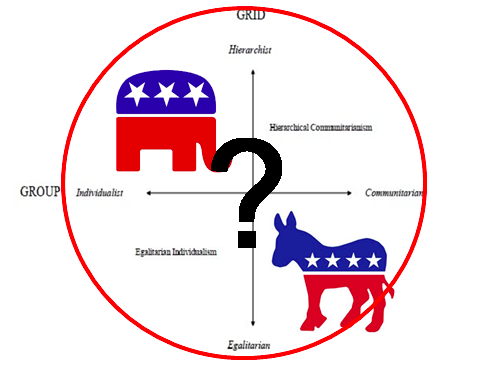 GRID
Hierarchist
Hierarchical Communitarianism
?
GROUP
Individualist
Communitarian
Egalitarian Individualism
Egalitarian